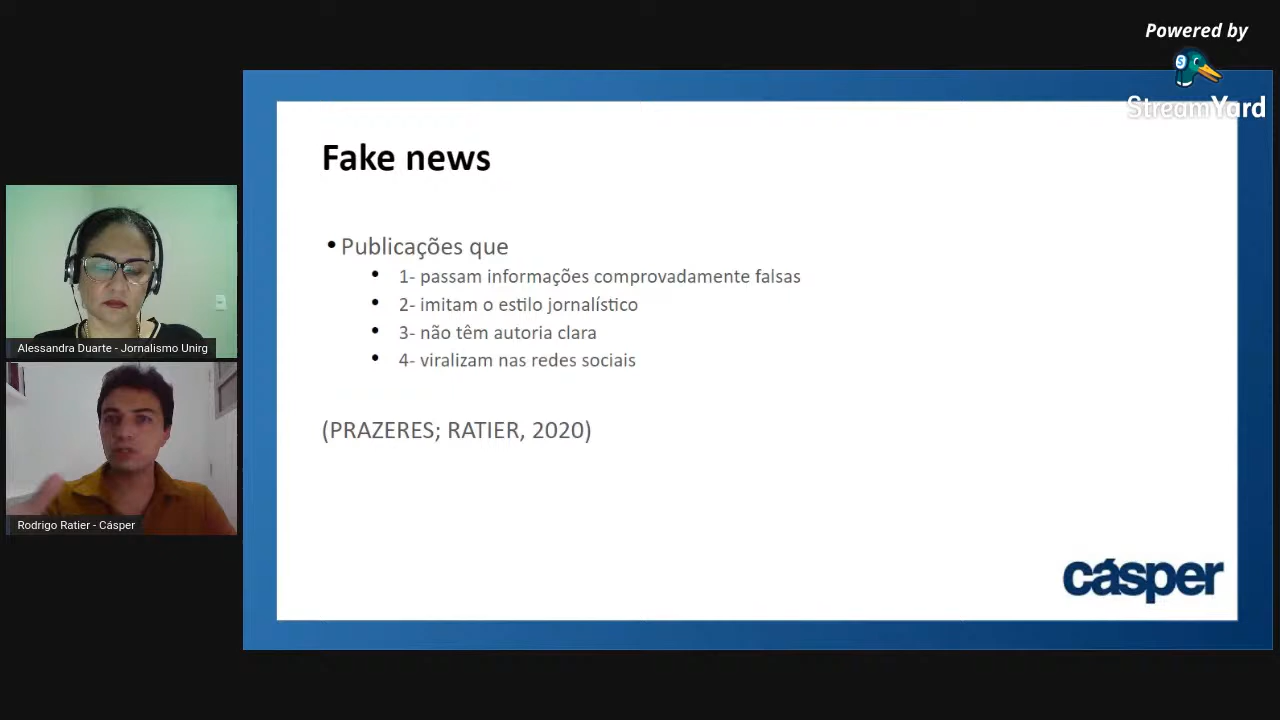 Powered by
StreamYard
Fake news
• Publicações que
• 1- passam informações comprovadamente falsas
• 2- imitam o estilo jornalístico
• 3- não têm autoria clara
• 4- viralizam nas redes sociais
(PRAZERES; RATIER, 2020)
cásper
Alessandra Duarte - Jornalismo Unirg
Rodrigo Ratier - Cásper